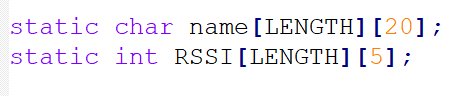 static char name[LENGTH][20];
static int RSSI[LENGTH][5];